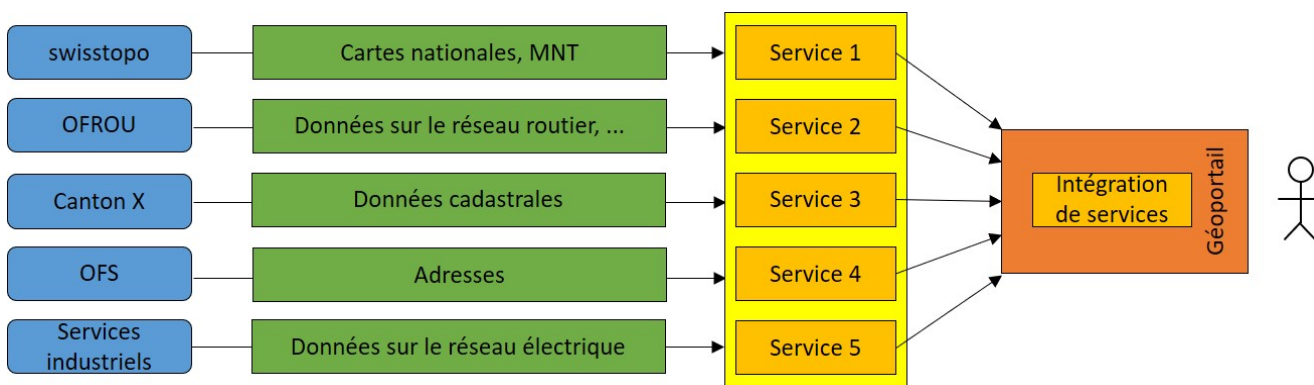 swisstopo
Cartes nationales, MNT
Service 1
OFROU
Données sur le réseau routier, ...
Service 2
Canton X
Données cadastrales
Service 3
Intégration
de services
Géoportail
OFS
Adresses
Service 4
Services
industriels
Données sur le réseau électrique
Service 5